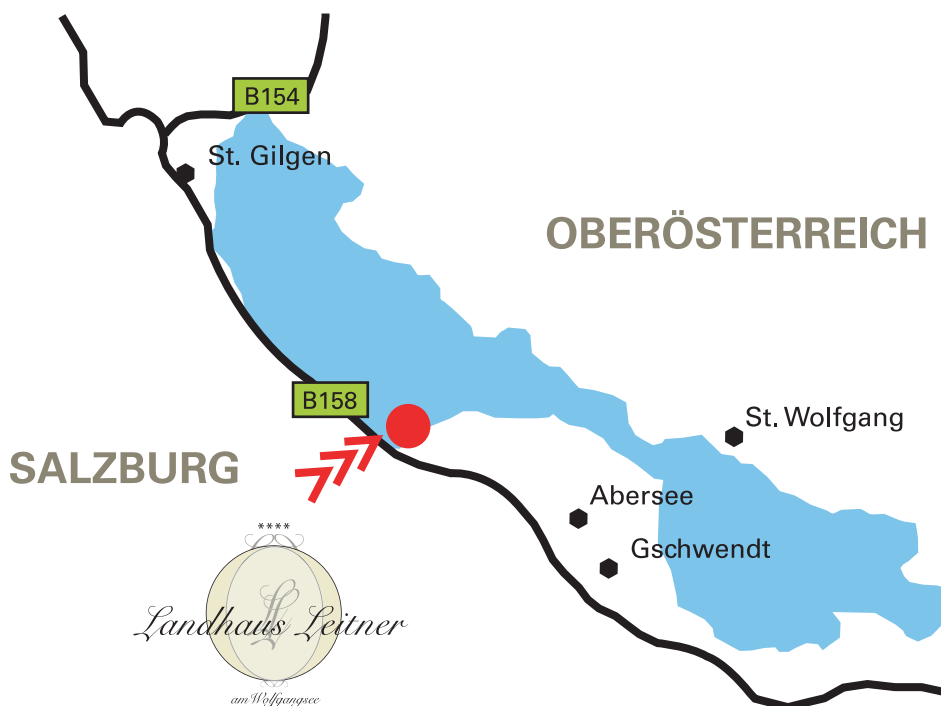 B154
St. Gilgen
OBERÖSTERREICH
B158
St. Wolfgang
SALZBURG
Abersee
****
Gschwendt
L
Landhaus Leitner
am Wolfgangsee